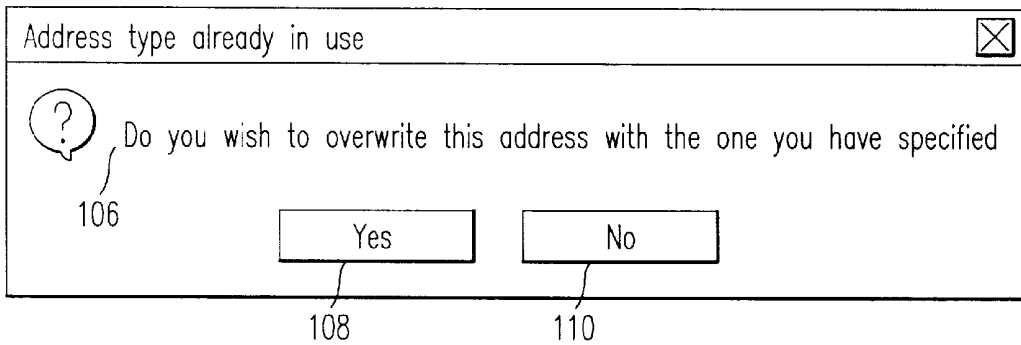 Address type already in use
?
Do you wish to overwrite this address with the one you have specified
106
Yes
No
108
110